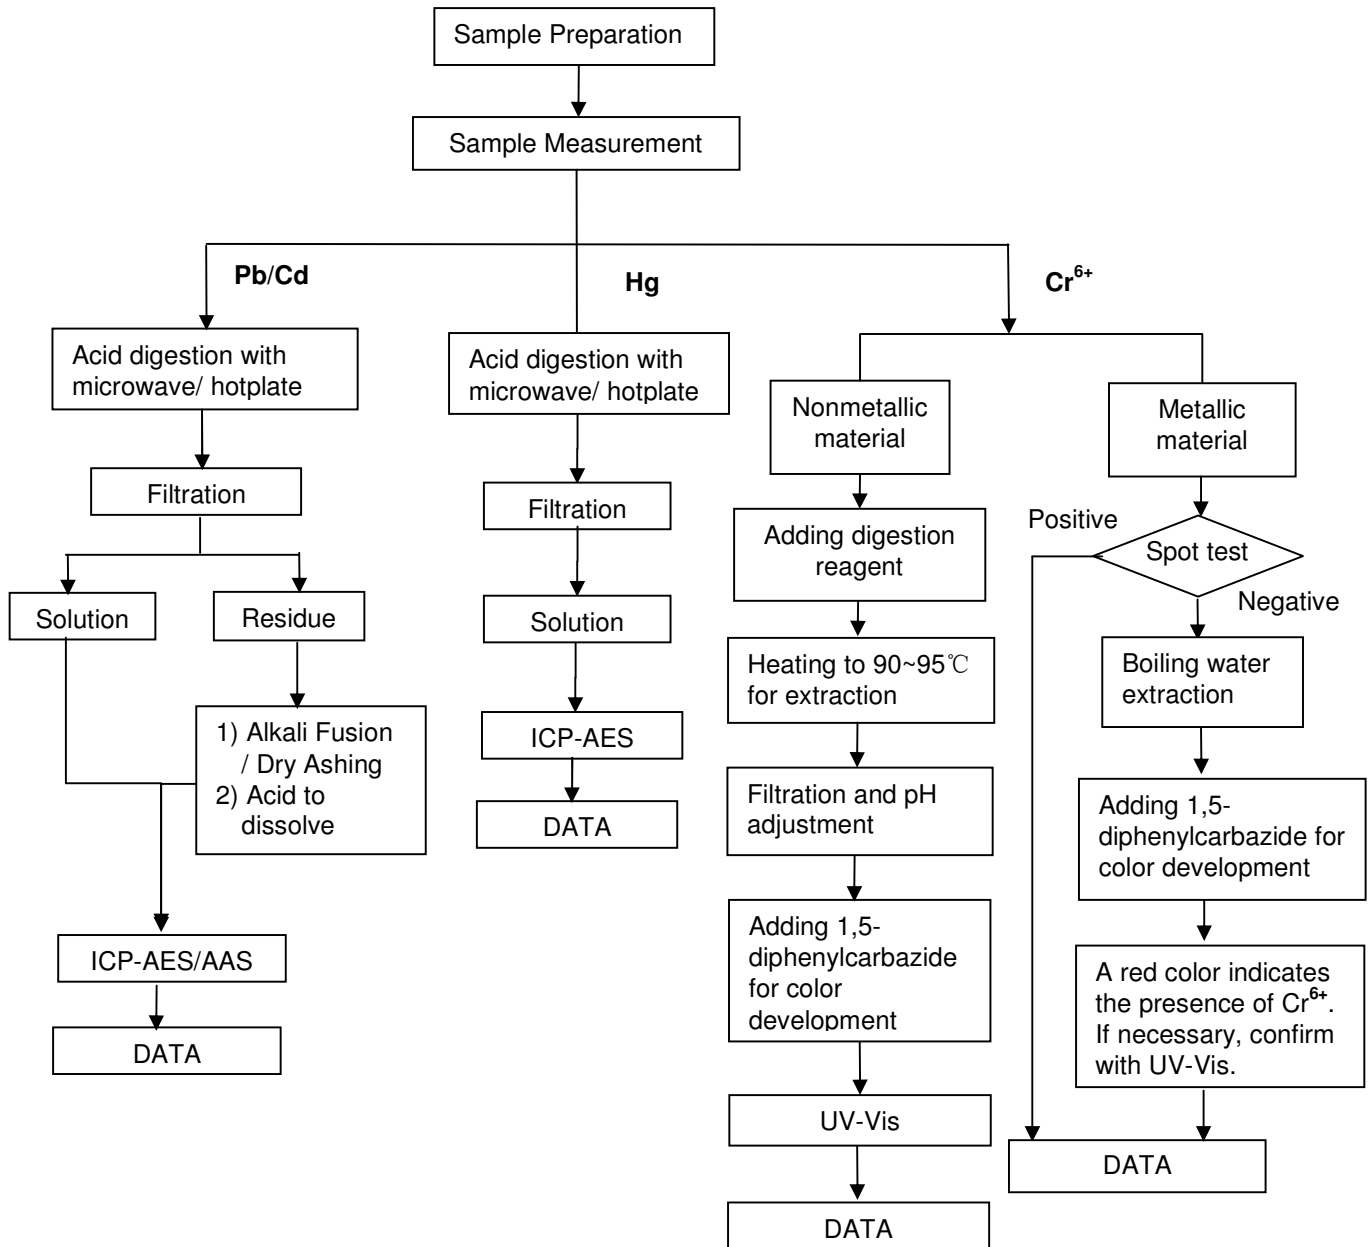 Sample Preparation
Sample Measurement
Pb/Cd
Hg
Cr⁶⁺
Acid digestion with
microwave/ hotplate
Filtration
Solution
Residue
1) Alkali Fusion
/ Dry Ashing
2) Acid to
dissolve
ICP-AES/AAS
DATA
Acid digestion with
microwave/ hotplate
Filtration
Solution
ICP-AES
DATA
Nonmetallic
material
Adding digestion
reagent
Heating to 90~95℃
for extraction
Filtration and pH
adjustment
Adding 1,5-
diphenylcarbazide
for color
development
UV-Vis
DATA
Metallic
material
Spot test
Positive
Negative
Boiling water
extraction
Adding 1,5-
diphenylcarbazide for
color development
A red color indicates
the presence of Cr⁶⁺.
If necessary, confirm
with UV-Vis.
DATA